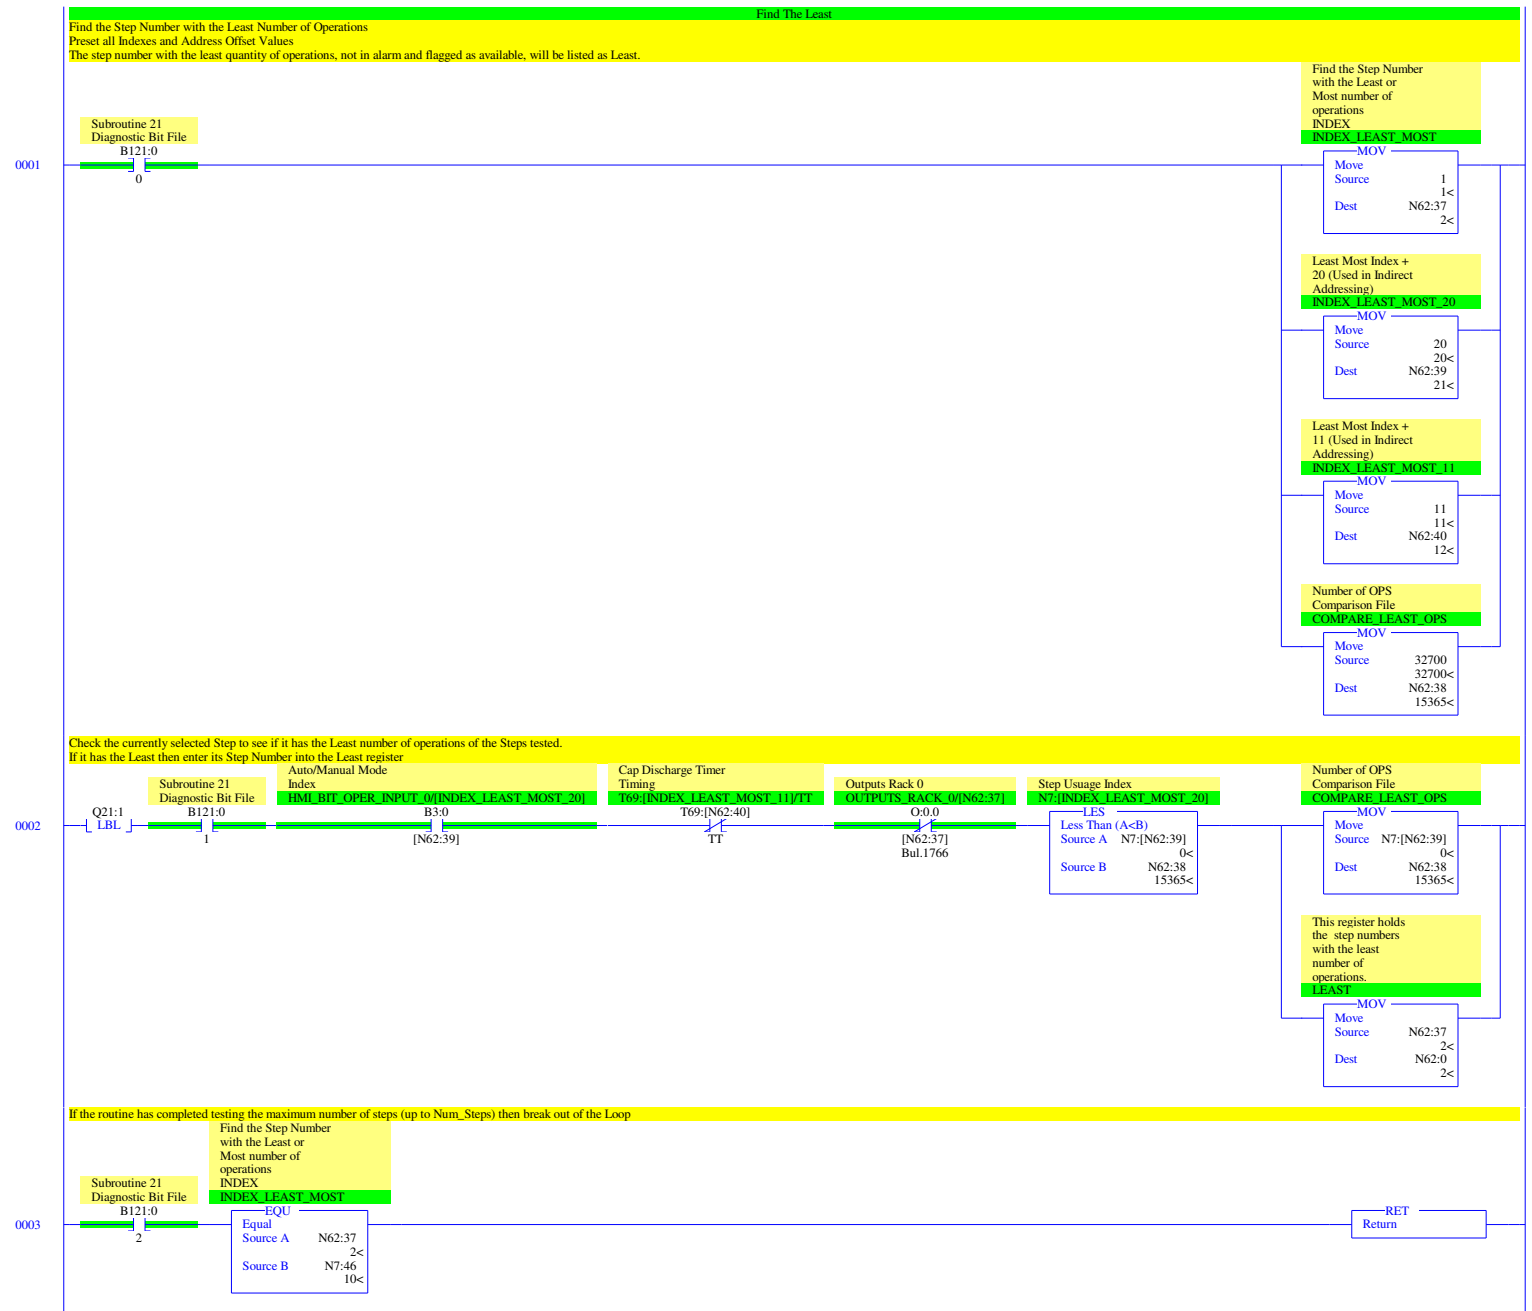 Find The Least
Find the Step Number with the Least Number of Operations
Preset all Indexes and Address Offset Values
The step number with the least quantity of operations, not in alarm and flagged as available, will be listed as Least.
Find the Step Number
with the Least or
Most number of
operations
INDEX
INDEX_LEAST_MOST
Subroutine 21
Diagnostic Bit File
B121:0
0
0001
MOV
Move
Source 1
1<
Dest N62:37
2<
Least Most Index +
20 (Used in Indirect
Addressing)
INDEX_LEAST_MOST_20
MOV
Move
Source 20
20<
Dest N62:39
21<
Least Most Index +
11 (Used in Indirect
Addressing)
INDEX_LEAST_MOST_11
MOV
Move
Source 11
11<
Dest N62:40
12<
Number of OPS
Comparison File
COMPARE_LEAST_OPS
MOV
Move
Source 32700
32700<
Dest N62:38
15365<
Check the currently selected Step to see if it has the Least number of operations of the Steps tested.
If it has the Least then enter its Step Number into the Least register
0002
Q21:1
LBL
Subroutine 21
Diagnostic Bit File
B121:0
1
Auto/Manual Mode
Index
HMI_BIT_OPER_INPUT_0/[INDEX_LEAST_MOST_20]
B3:0
[N62:39]
Cap Discharge Timer
Timing
T69:[INDEX_LEAST_MOST_11]/TT
T69:[N62:40]
TT
Outputs Rack 0
OUTPUTS_RACK_0/[N62:37]
O:0.0
[N62:37]
Bul.1766
Step Usuage Index
N7:[INDEX_LEAST_MOST_20]
LES
Less Than (A<B)
Source A N7:[N62:39]
0<
Source B N62:38
15365<
Number of OPS
Comparison File
COMPARE_LEAST_OPS
MOV
Move
Source N7:[N62:39]
0<
Dest N62:38
15365<
This register holds
the step numbers
with the least
number of
operations.
LEAST
MOV
Move
Source N62:37
2<
Dest N62:0
2<
If the routine has completed testing the maximum number of steps (up to Num_Steps) then break out of the Loop
0003
Subroutine 21
Diagnostic Bit File
B121:0
2
Find the Step Number
with the Least or
Most number of
operations
INDEX
INDEX_LEAST_MOST
EQU
Equal
Source A N62:37
2<
Source B N7:46
10<
RET
Return